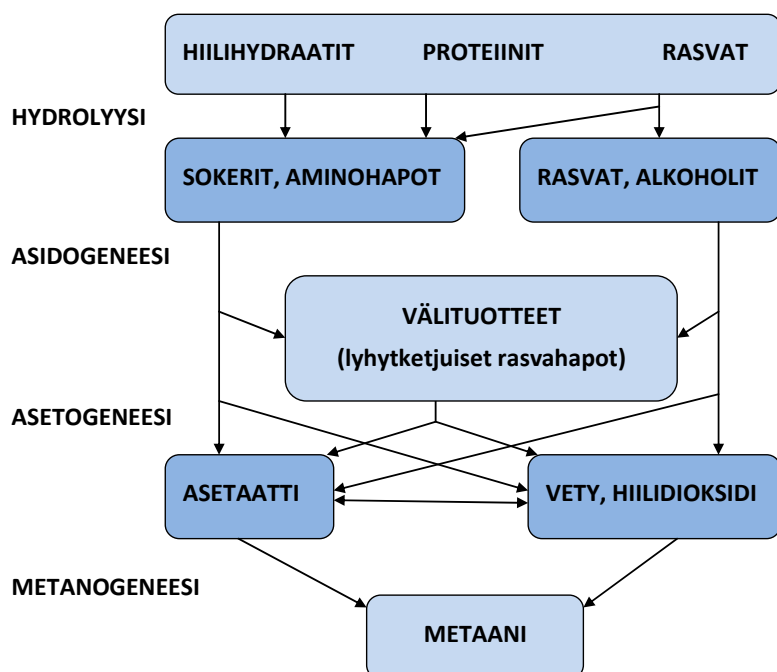 HIILIHYDRAATIT PROTEIINIT RASVAT
HYDROLYYSI
SOKERIT, AMINOHAPOT RASVAT, ALKOHOLIT
ASIDOGENEESI
VÄLITUOTTEET
(lyhytketjuiset rasvahapot)
ASETOGENEESI
ASETAATTI VETY, HIILIDIOKSIDI
METANOGENEESI
METAANI